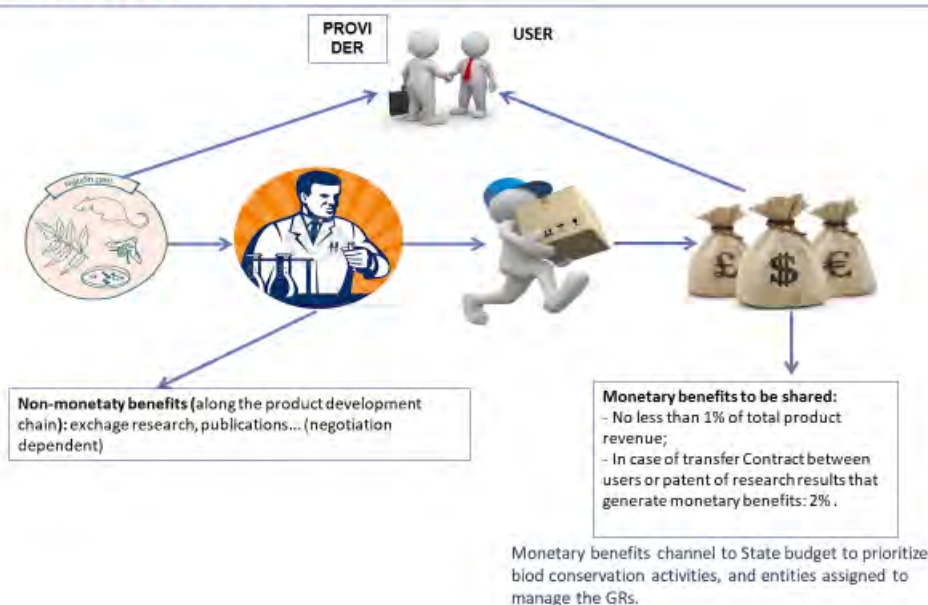 PROVI
DER
USER
Nguồn gen
£
$
€
Non-monetaty benefits (along the product development
chain): exchage research, publications... (negotiation
dependent)
Monetary benefits to be shared:
- No less than 1% of total product
revenue;
- In case of transfer Contract between
users or patent of research results that
generate monetary benefits: 2% .
Monetary benefits channel to State budget to prioritize
biod conservation activities, and entities assigned to
manage the GRs.